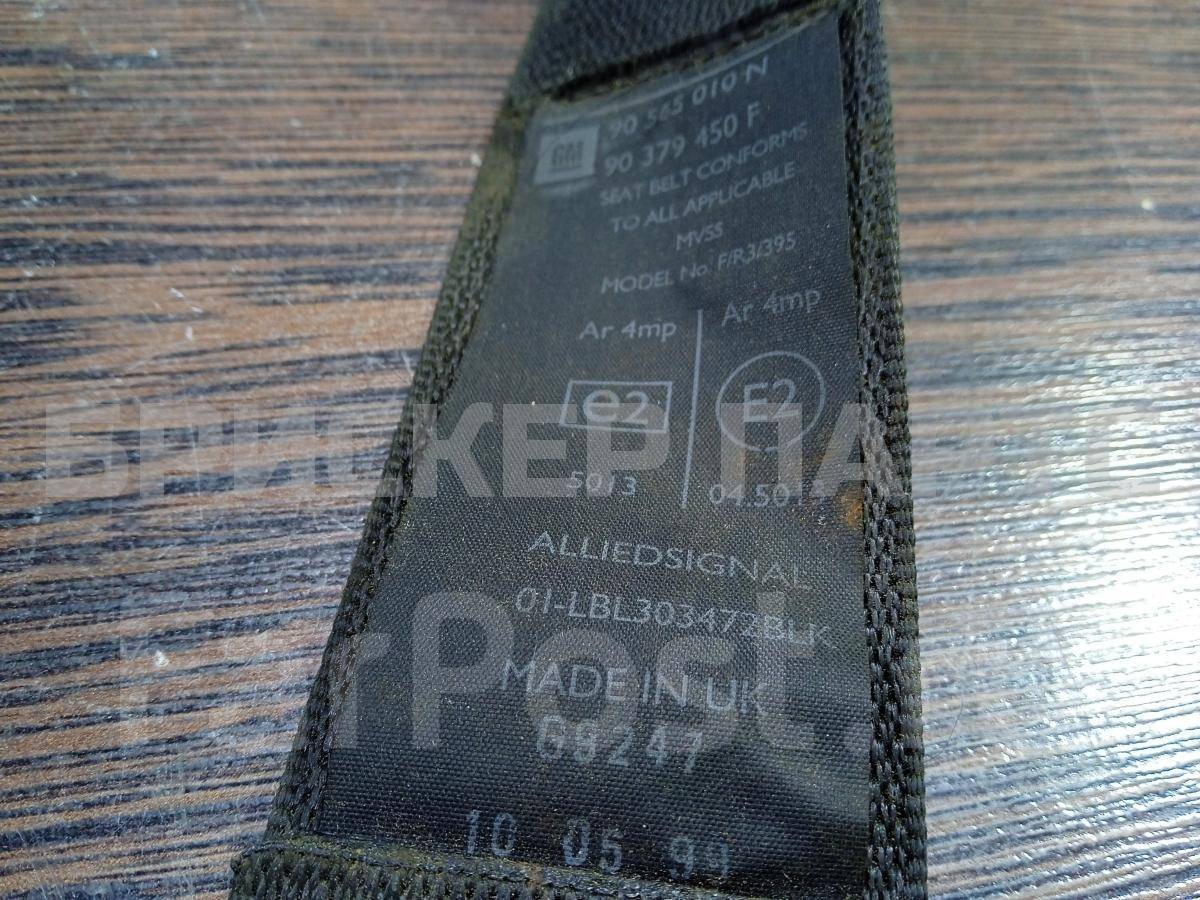 90 565 010 N
GM
90 379 450 F
SEAT BELT CONFORMS
TO ALL APPLICABLE
MVSS
MODEL No. F/R3/395
Ar 4mp
Ar 4mp
e2
E2
5013
04.50
ALLIEDSIGNAL
01-LBL303472BLK
MADE IN UK
10 05 99